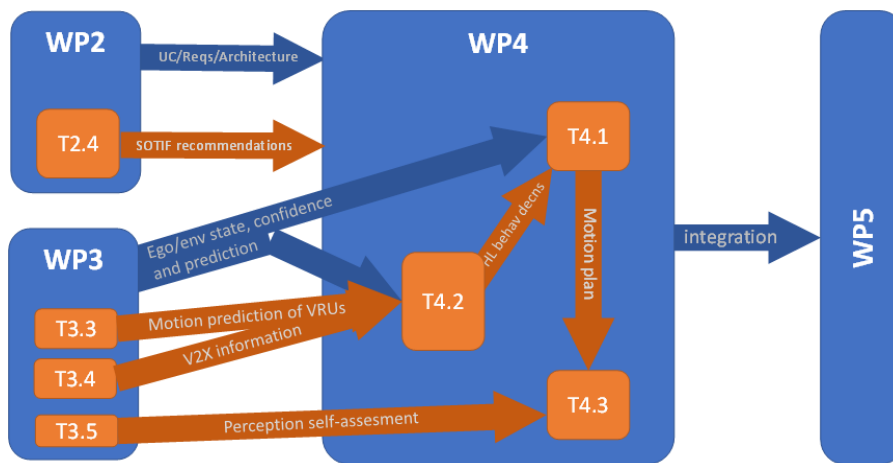 WP2
UC/Reqs/Architecture
T2.4
SOTIF recommendations
WP4
T4.1
Ego/env state, confidence
and prediction
HL behav decns
Motion
plan
T4.2
WP3
T3.3
Motion prediction of VRUs
T3.4
V2X information
T3.5
Perception self-assesment
T4.3
integration
WP5